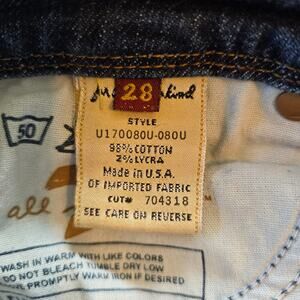 28
STYLE
U170080U-080U
98% COTTON
2% LYCRA
Made in U.S.A.
OF IMPORTED FABRIC
CUT# 704318
SEE CARE ON REVERSE
50
all
WASH IN WARM WITH LIKE COLORS
DO NOT BLEACH TUMBLE DRY LOW
PROMPTLY WARM IRON IF DESIRED